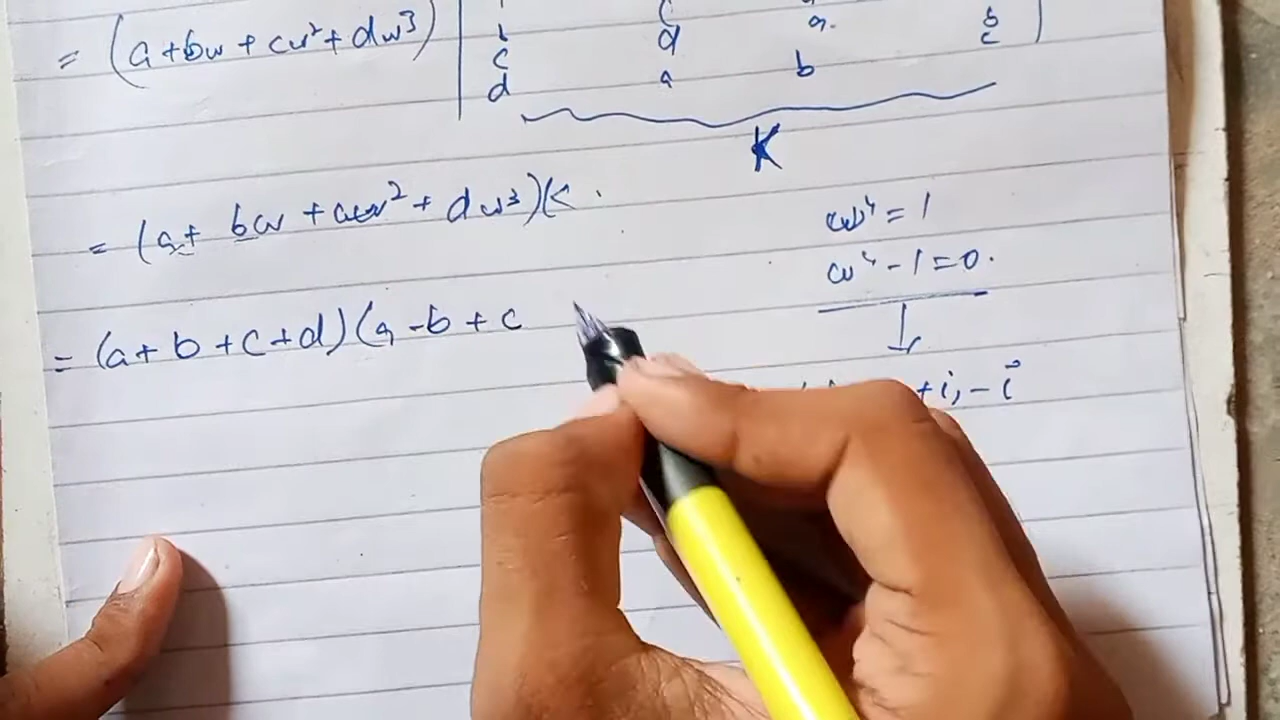 = (a+bω + cω²+dω³) | b c a b
c d a. c
d a b
K
= (a+ bω + cω² + dω³)K.
ω⁴ = 1
ω⁴ - 1 = 0.
= (a+b+c+d)(a-b+c
+i, -i